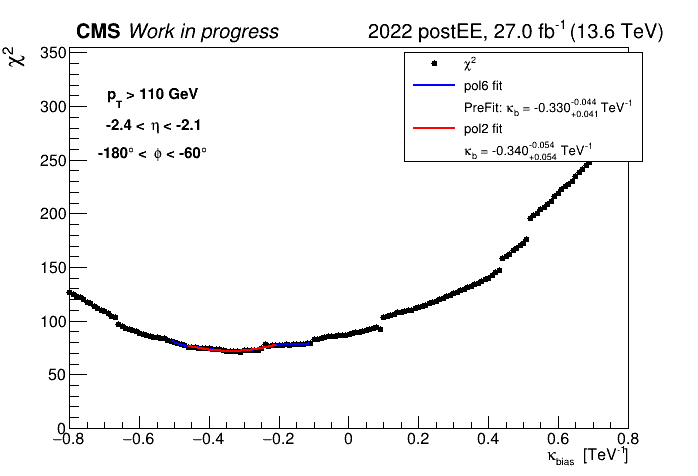 CMS Work in progress 2022 postEE, 27.0 fb⁻¹ (13.6 TeV)
χ²
350
300
250
200
150
100
50
0
p_T > 110 GeV
-2.4 < η < -2.1
-180° < ϕ < -60°
χ²
pol6 fit
PreFit: κ_b = -0.330 -0.044 +0.041 TeV⁻¹
pol2 fit
κ_b = -0.340 -0.054 +0.054 TeV⁻¹
−0.8 −0.6 −0.4 −0.2 0 0.2 0.4 0.6 0.8
κ_bias [TeV⁻¹]